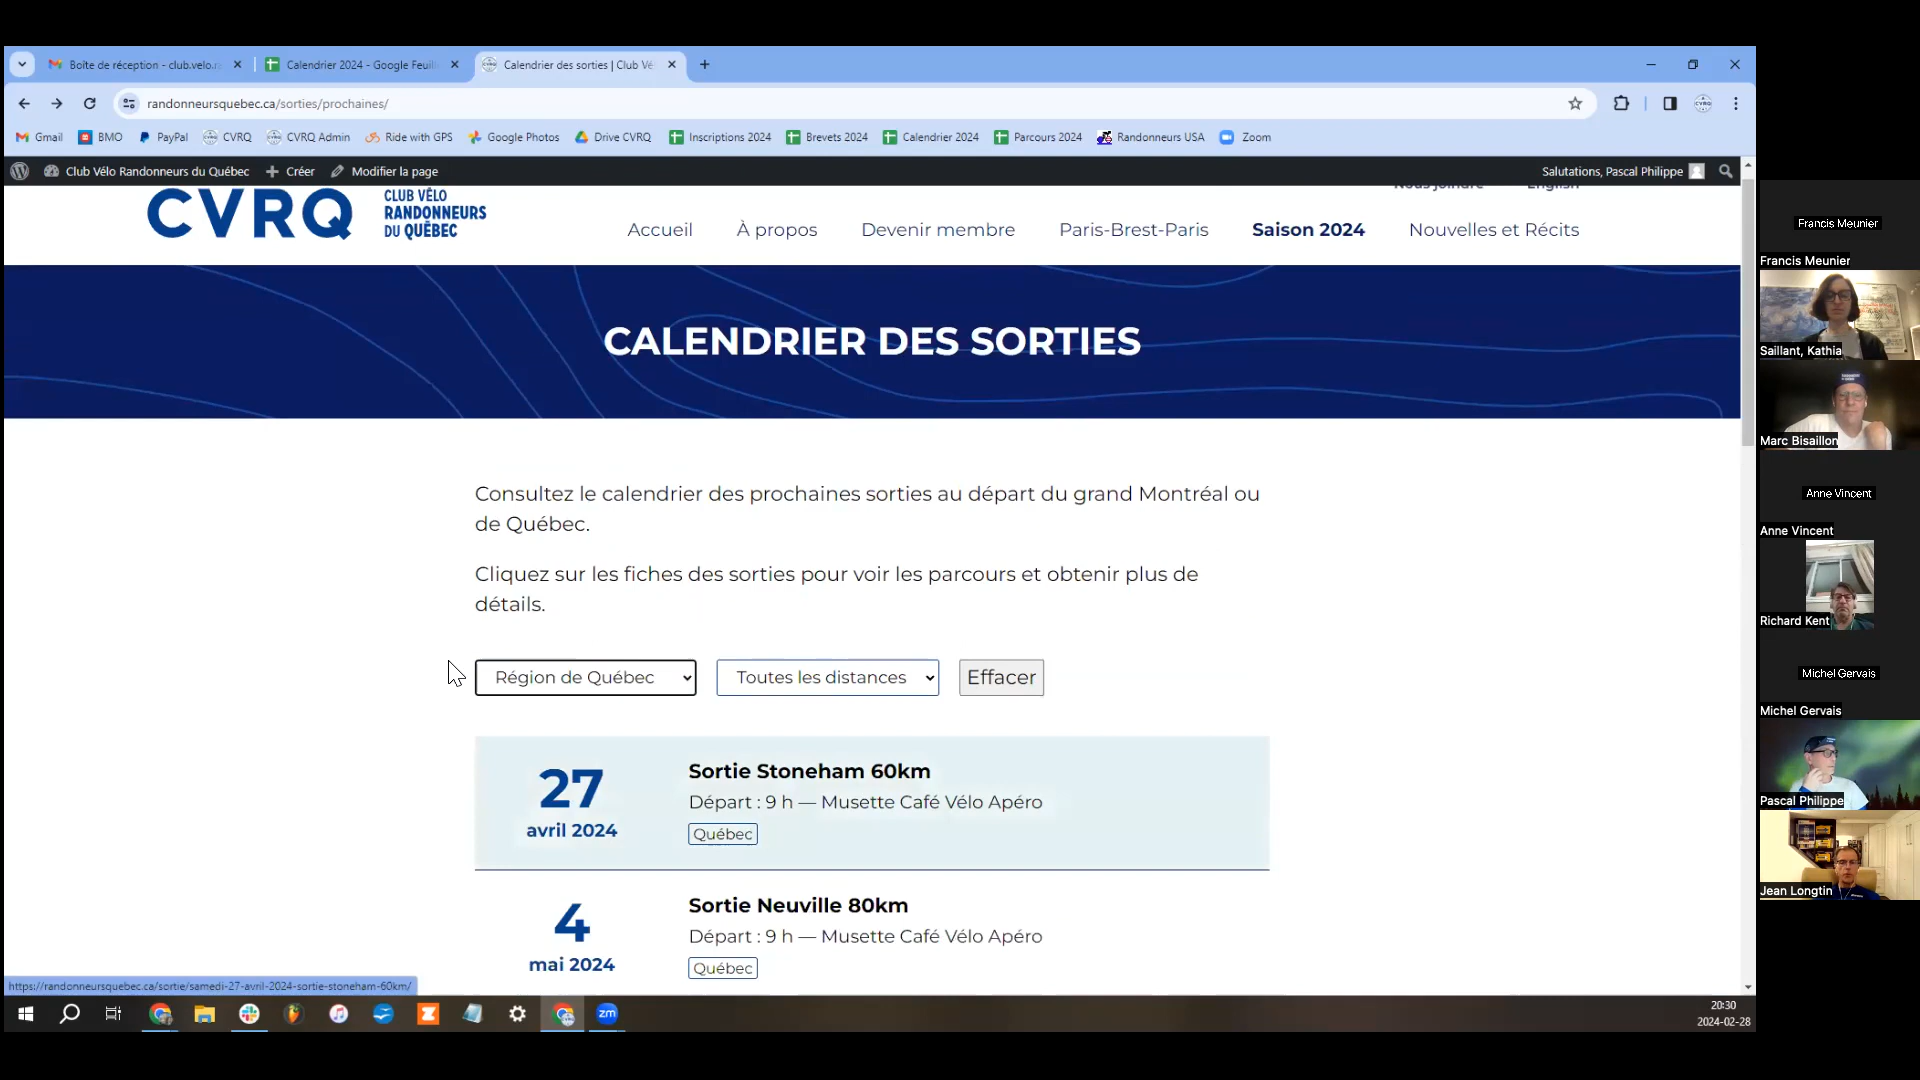 Boîte de réception - club.velo.r
Calendrier 2024 - Google Feuill
Calendrier des sorties | Club Vé
randonneursquebec.ca/sorties/prochaines/
Gmail
BMO
PayPal
CVRQ
CVRQ Admin
Ride with GPS
Google Photos
Drive CVRQ
Inscriptions 2024
Brevets 2024
Calendrier 2024
Parcours 2024
Randonneurs USA
Zoom
Club Vélo Randonneurs du Québec
Créer
Modifier la page
Salutations, Pascal Philippe
Nous joindre
English
CVRQ
CLUB VÉLO
RANDONNEURS
DU QUÉBEC
Accueil
À propos
Devenir membre
Paris-Brest-Paris
Saison 2024
Nouvelles et Récits
CALENDRIER DES SORTIES
Consultez le calendrier des prochaines sorties au départ du grand Montréal ou
de Québec.
Cliquez sur les fiches des sorties pour voir les parcours et obtenir plus de
détails.
Région de Québec
Toutes les distances
Effacer
27
avril 2024
Sortie Stoneham 60km
Départ : 9 h — Musette Café Vélo Apéro
Québec
4
mai 2024
Sortie Neuville 80km
Départ : 9 h — Musette Café Vélo Apéro
Québec
https://randonneursquebec.ca/sortie/samedi-27-avril-2024-sortie-stoneham-60km/
zm
20:30
2024-02-28
Francis Meunier
Francis Meunier
Saillant, Kathia
Marc Bisaillon
Anne Vincent
Anne Vincent
Richard Kent
Michel Gervais
Michel Gervais
Pascal Philippe
Jean Longtin